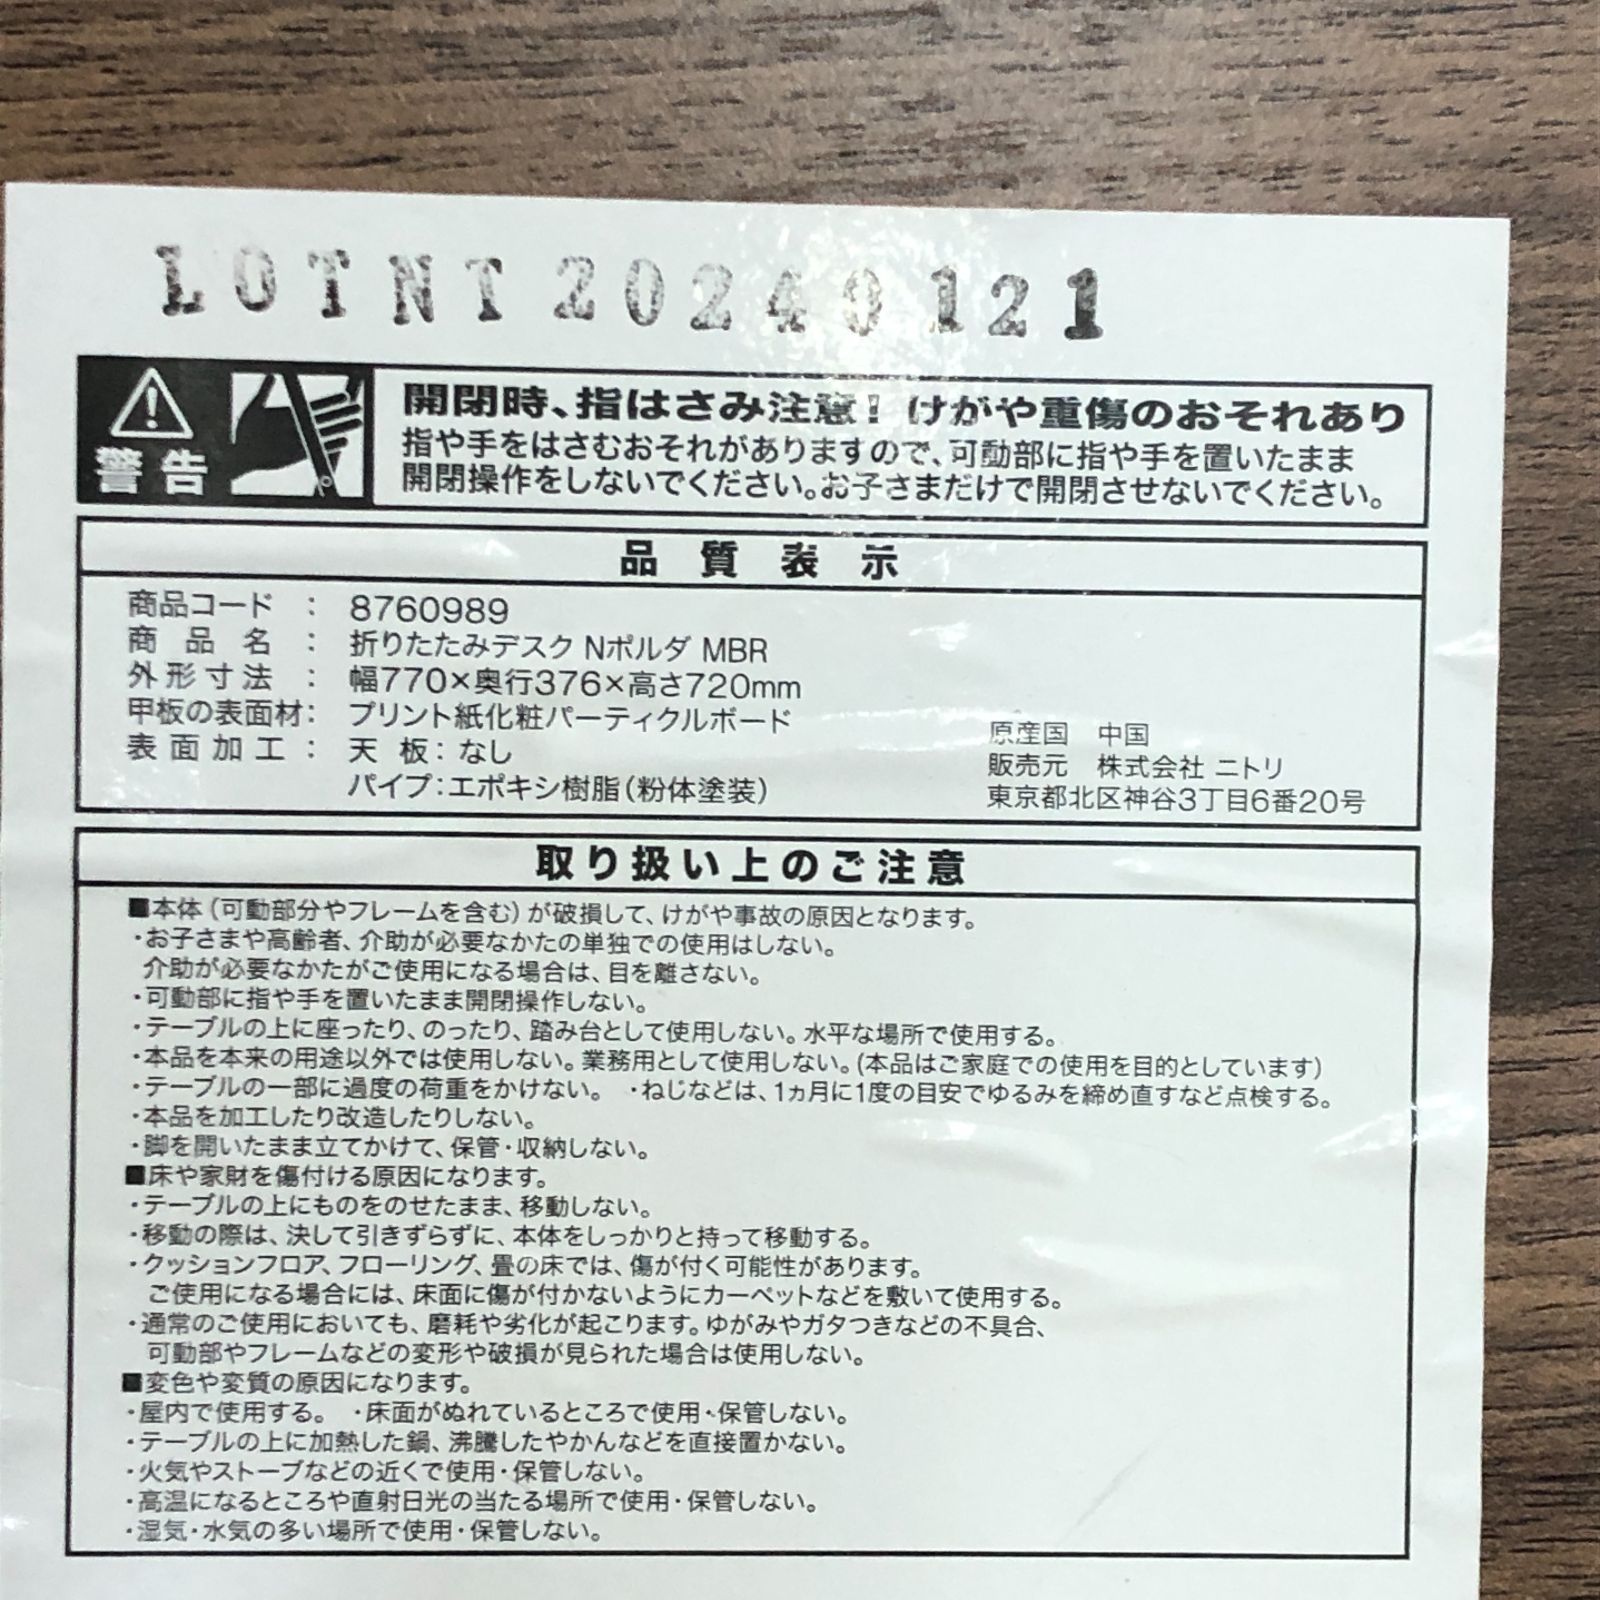 LOTNT20240121
警告
開閉時、指はさみ注意! けがや重傷のおそれあり
指や手をはさむおそれがありますので、可動部に指や手を置いたまま
開閉操作をしないでください。お子さまだけで開閉させないでください。
品質表示
商品コード : 8760989
商品名 : 折りたたみデスク Nポルダ MBR
外形寸法 : 幅770×奥行376×高さ720mm
甲板の表面材: プリント紙化粧パーティクルボード
表面加工: 天板: なし
パイプ:エポキシ樹脂(粉体塗装)
原産国 中国
販売元 株式会社 ニトリ
東京都北区神谷3丁目6番20号
取り扱い上のご注意
■本体(可動部分やフレームを含む)が破損して、けがや事故の原因となります。
・お子さまや高齢者、介助が必要なかたの単独での使用はしない。
介助が必要なかたがご使用になる場合は、目を離さない。
・可動部に指や手を置いたまま開閉操作しない。
・テーブルの上に座ったり、のったり、踏み台として使用しない。水平な場所で使用する。
・本品を本来の用途以外では使用しない。業務用として使用しない。(本品はご家庭での使用を目的としています)
・テーブルの一部に過度の荷重をかけない。 ・ねじなどは、1ヵ月に1度の目安でゆるみを締め直すなど点検する。
・本品を加工したり改造したりしない。
・脚を開いたまま立てかけて、保管・収納しない。
■床や家財を傷付ける原因になります。
・テーブルの上にものをのせたまま、移動しない。
・移動の際は、決して引きずらずに、本体をしっかりと持って移動する。
・クッションフロア、フローリング、畳の床では、傷が付く可能性があります。
ご使用になる場合には、床面に傷が付かないようにカーペットなどを敷いて使用する。
・通常のご使用においても、磨耗や劣化が起こります。ゆがみやガタつきなどの不具合、
可動部やフレームなどの変形や破損が見られた場合は使用しない。
■変色や変質の原因になります。
・屋内で使用する。 ・床面がぬれているところで使用・保管しない。
・テーブルの上に加熱した鍋、沸騰したやかんなどを直接置かない。
・火気やストーブなどの近くで使用・保管しない。
・高温になるところや直射日光の当たる場所で使用・保管しない。
・湿気・水気の多い場所で使用・保管しない。